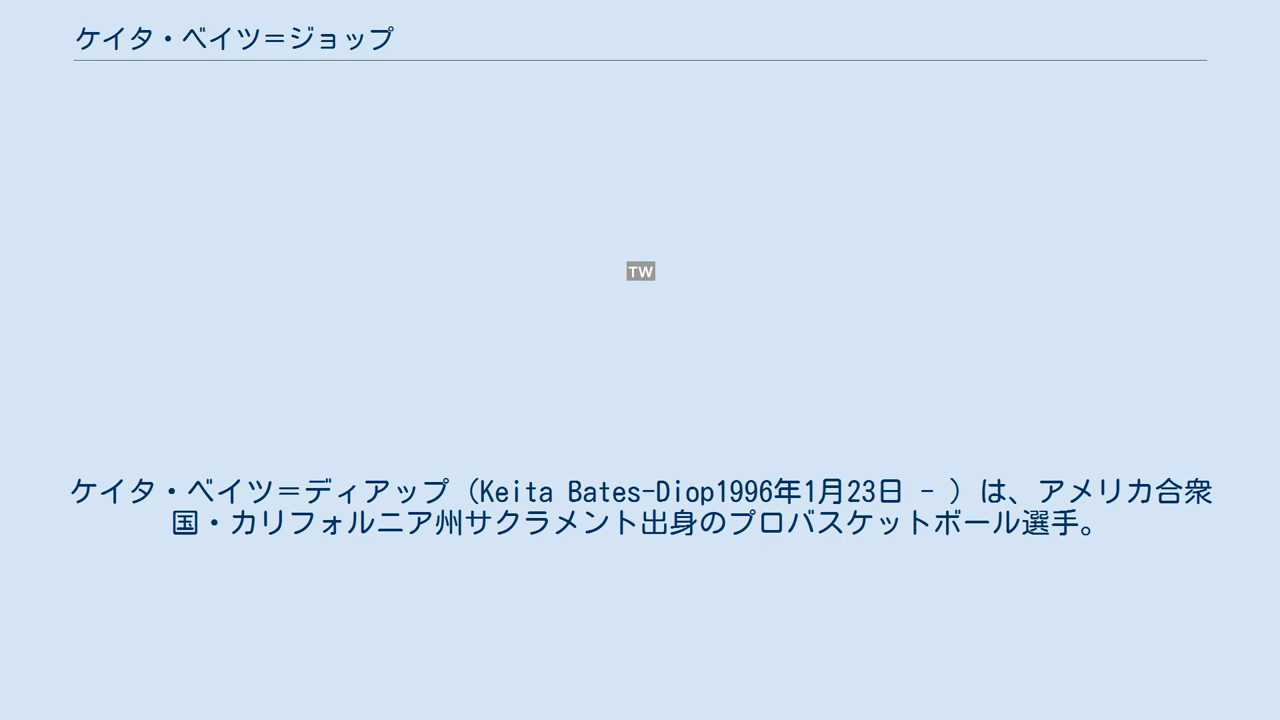 ケイタ・ベイツ＝ジョップ
TW
ケイタ・ベイツ＝ディアップ（Keita Bates-Diop1996年1月23日 - ）は、アメリカ合衆
国・カリフォルニア州サクラメント出身のプロバスケットボール選手。